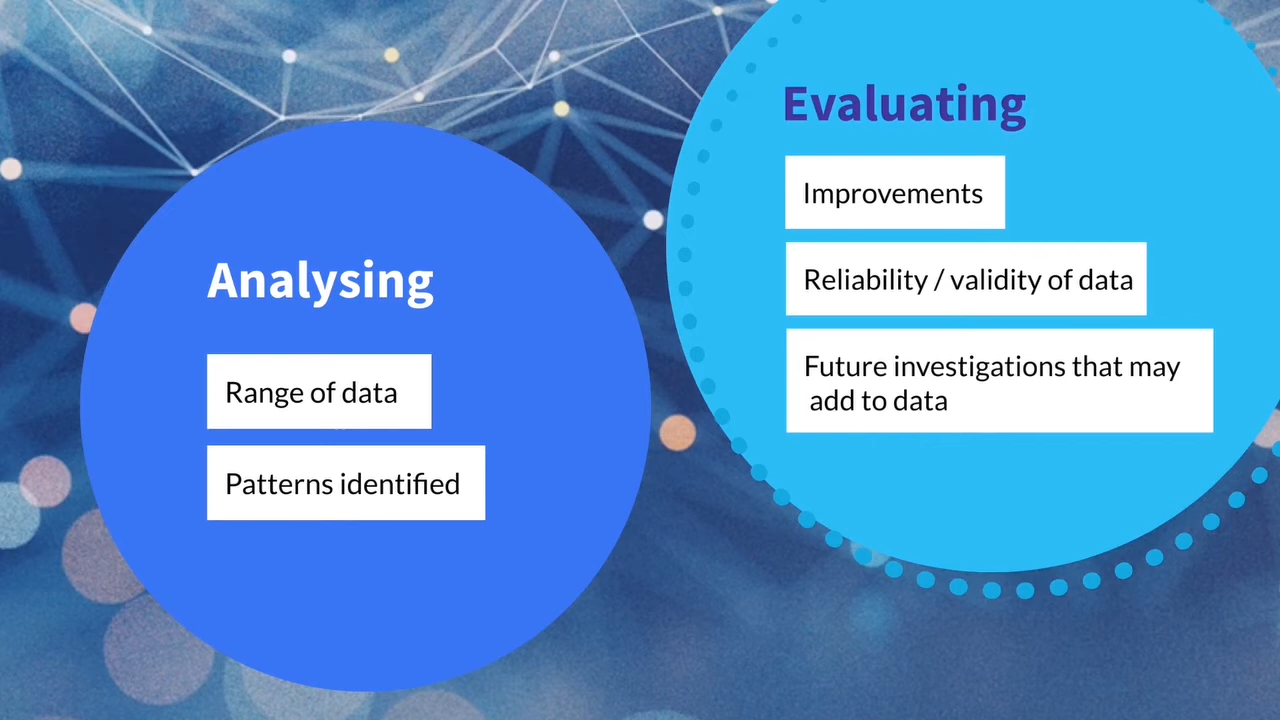 Analysing
Range of data
Patterns identified
Evaluating
Improvements
Reliability / validity of data
Future investigations that may
add to data